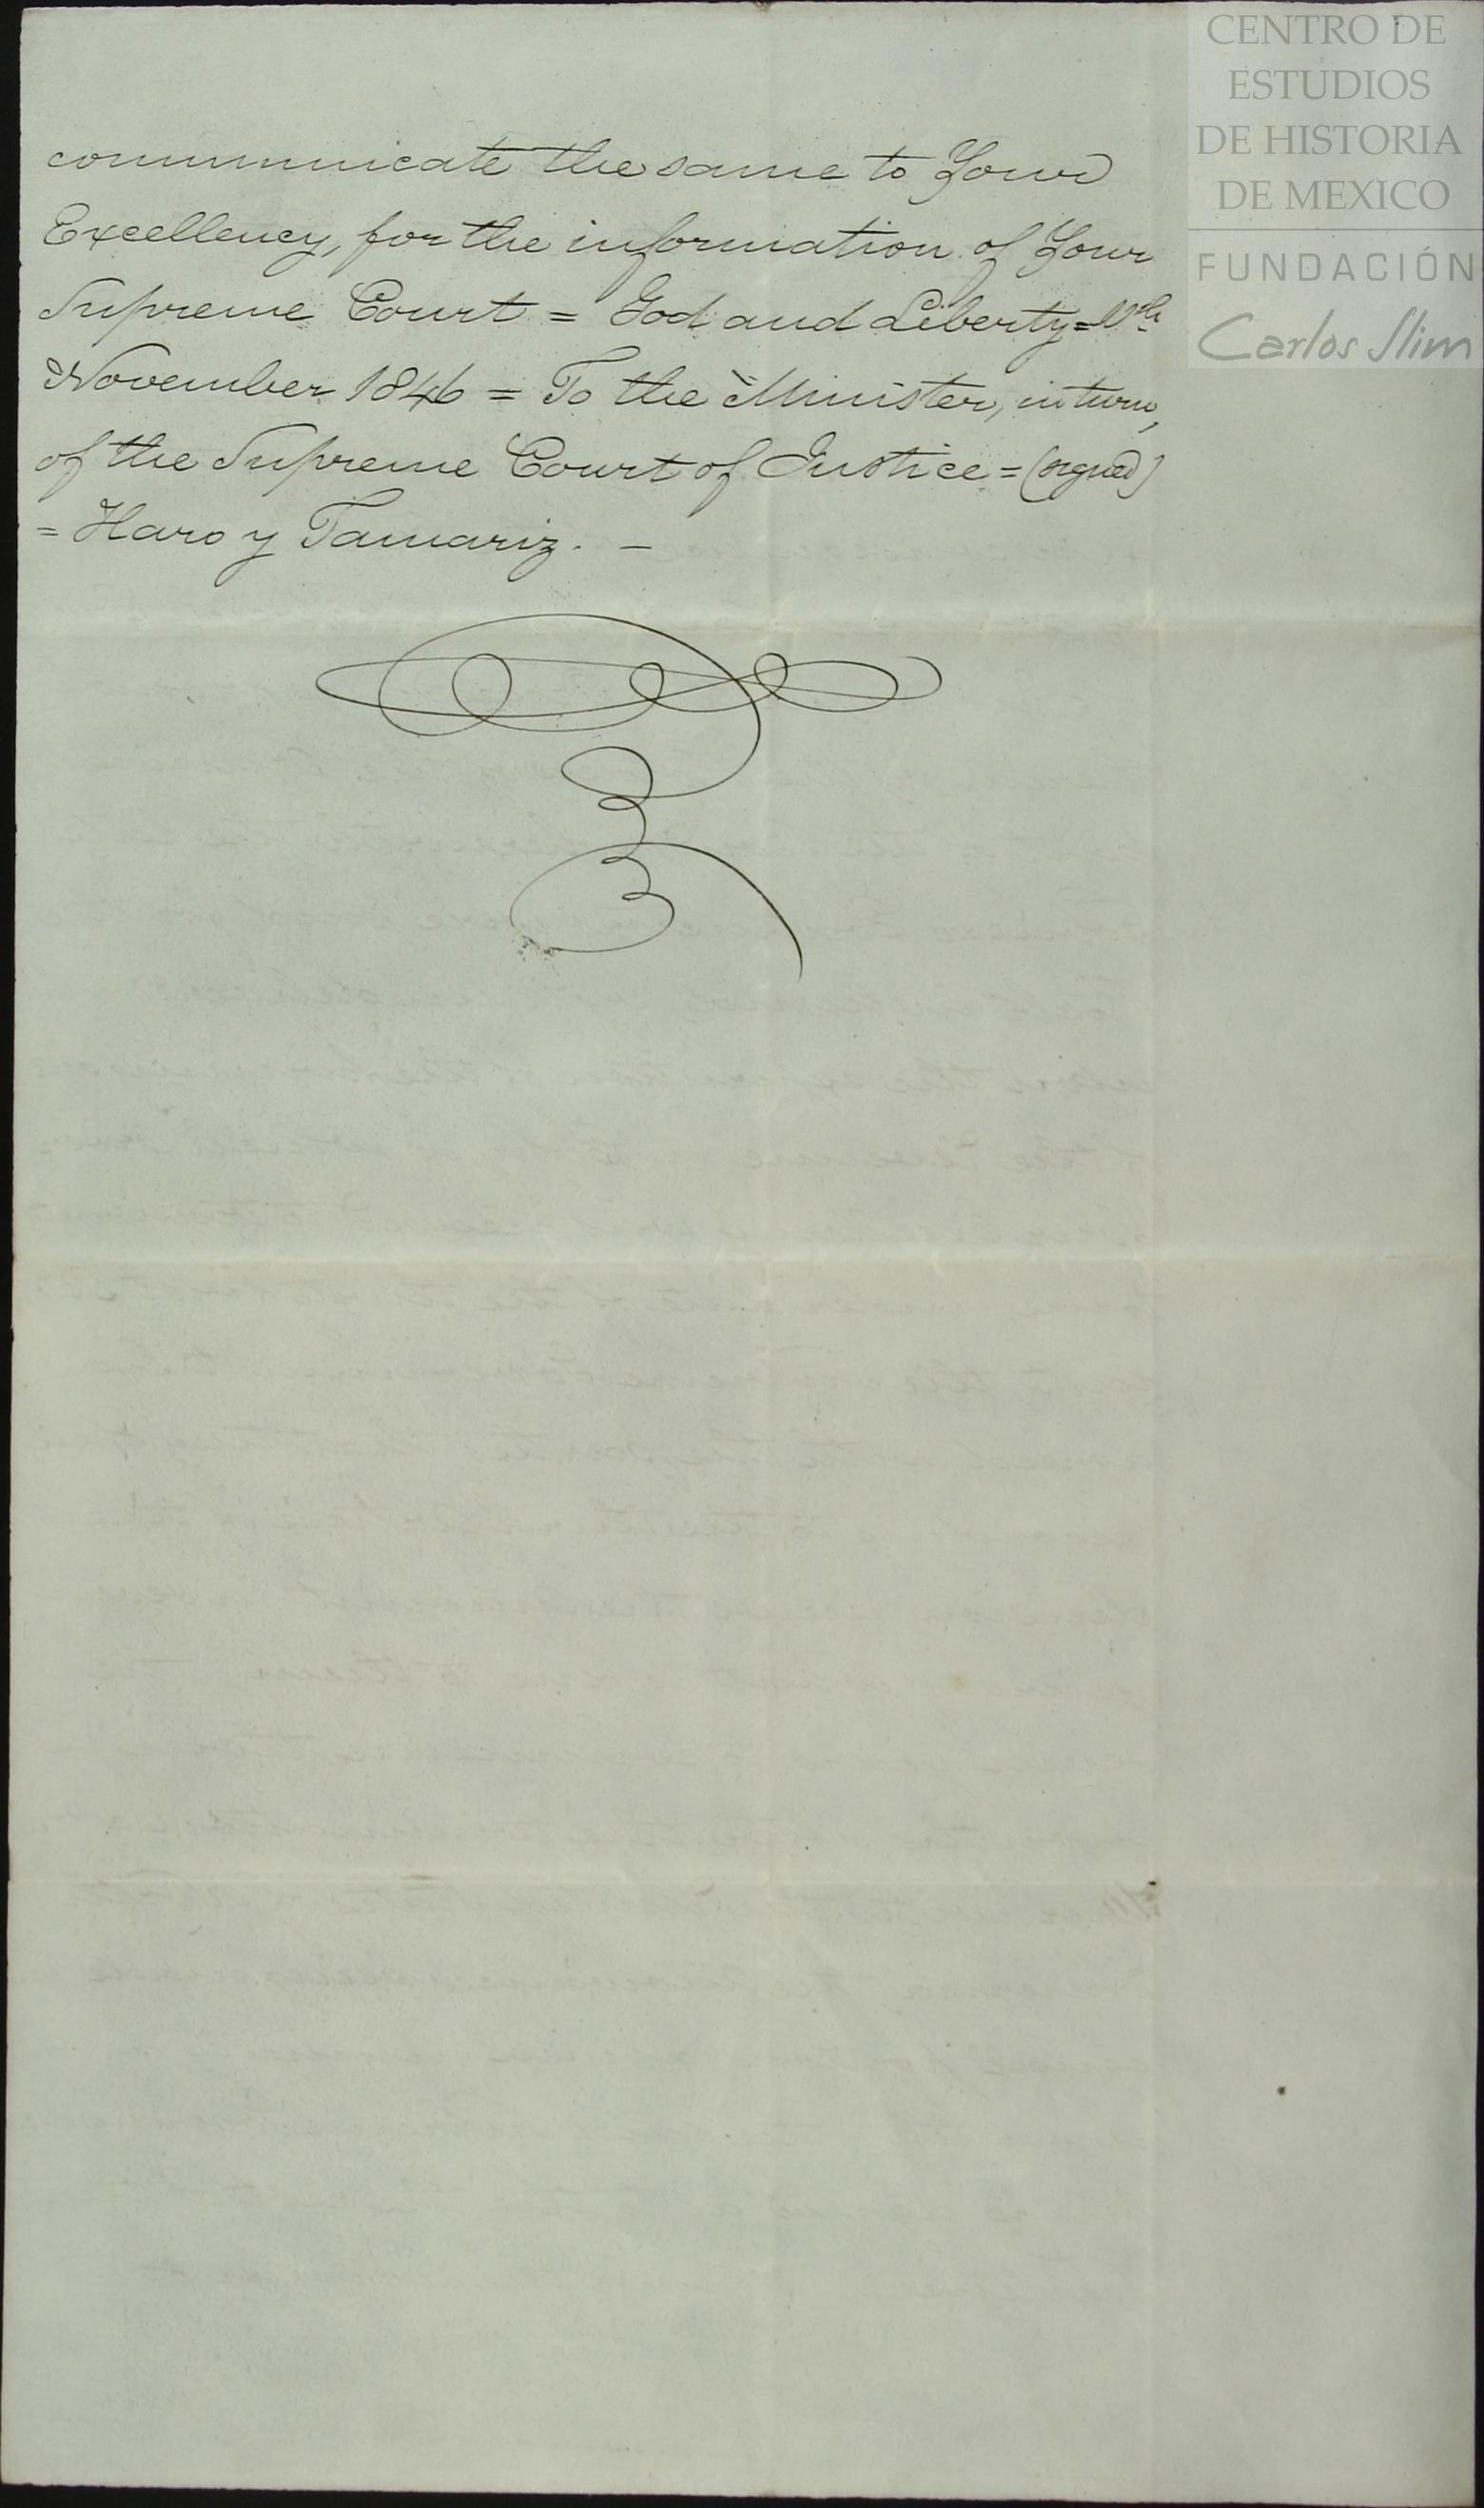 communicate the same to Your
Excellency, for the information of Your
Supreme Court = God and Liberty =
November 1846 = To the Minister, in turn,
of the Supreme Court of Justice = (signed)
= Haro y Tamariz. —
CENTRO DE
ESTUDIOS
DE HISTORIA
DE MEXICO
FUNDACIÓN
Carlos Slim